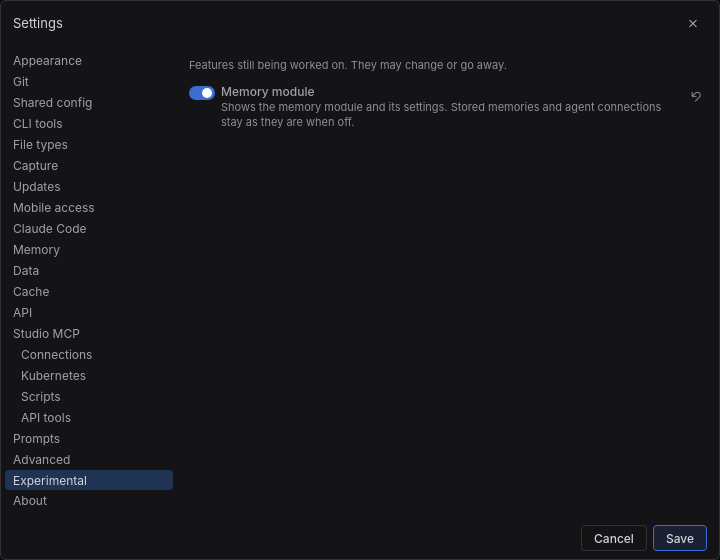 Settings
Appearance
Git
Shared config
CLI tools
File types
Capture
Updates
Mobile access
Claude Code
Memory
Data
Cache
API
Studio MCP
Connections
Kubernetes
Scripts
API tools
Prompts
Advanced
Experimental
About
Features still being worked on. They may change or go away.
Memory module
Shows the memory module and its settings. Stored memories and agent connections
stay as they are when off.
Cancel
Save